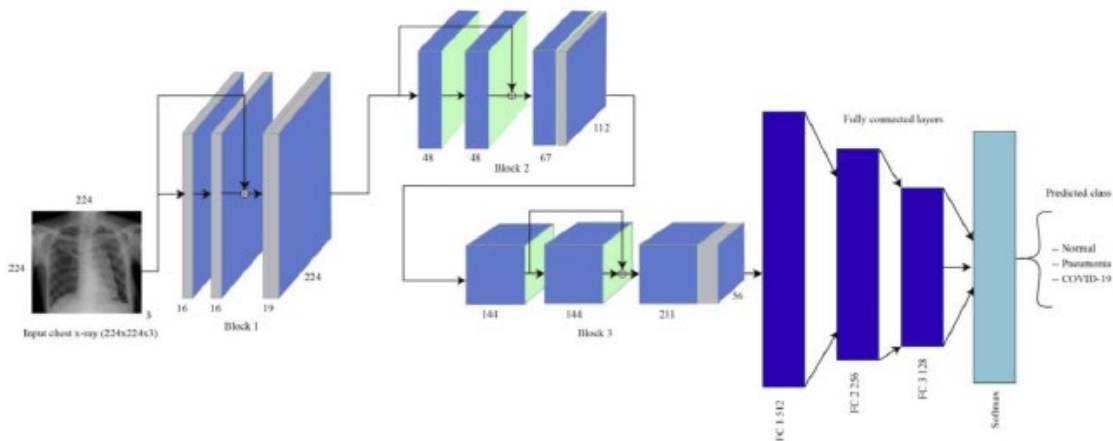 224
224
3
Input chest x-ray (224x224x3)
16
16
19
224
Block 1
48
48
67
112
Block 2
144
144
211
56
Block 3
Fully connected layers
FC 1 512
FC 2 256
FC 3 128
Softmax
Predicted class
– Normal
– Pneumonia
– COVID-19